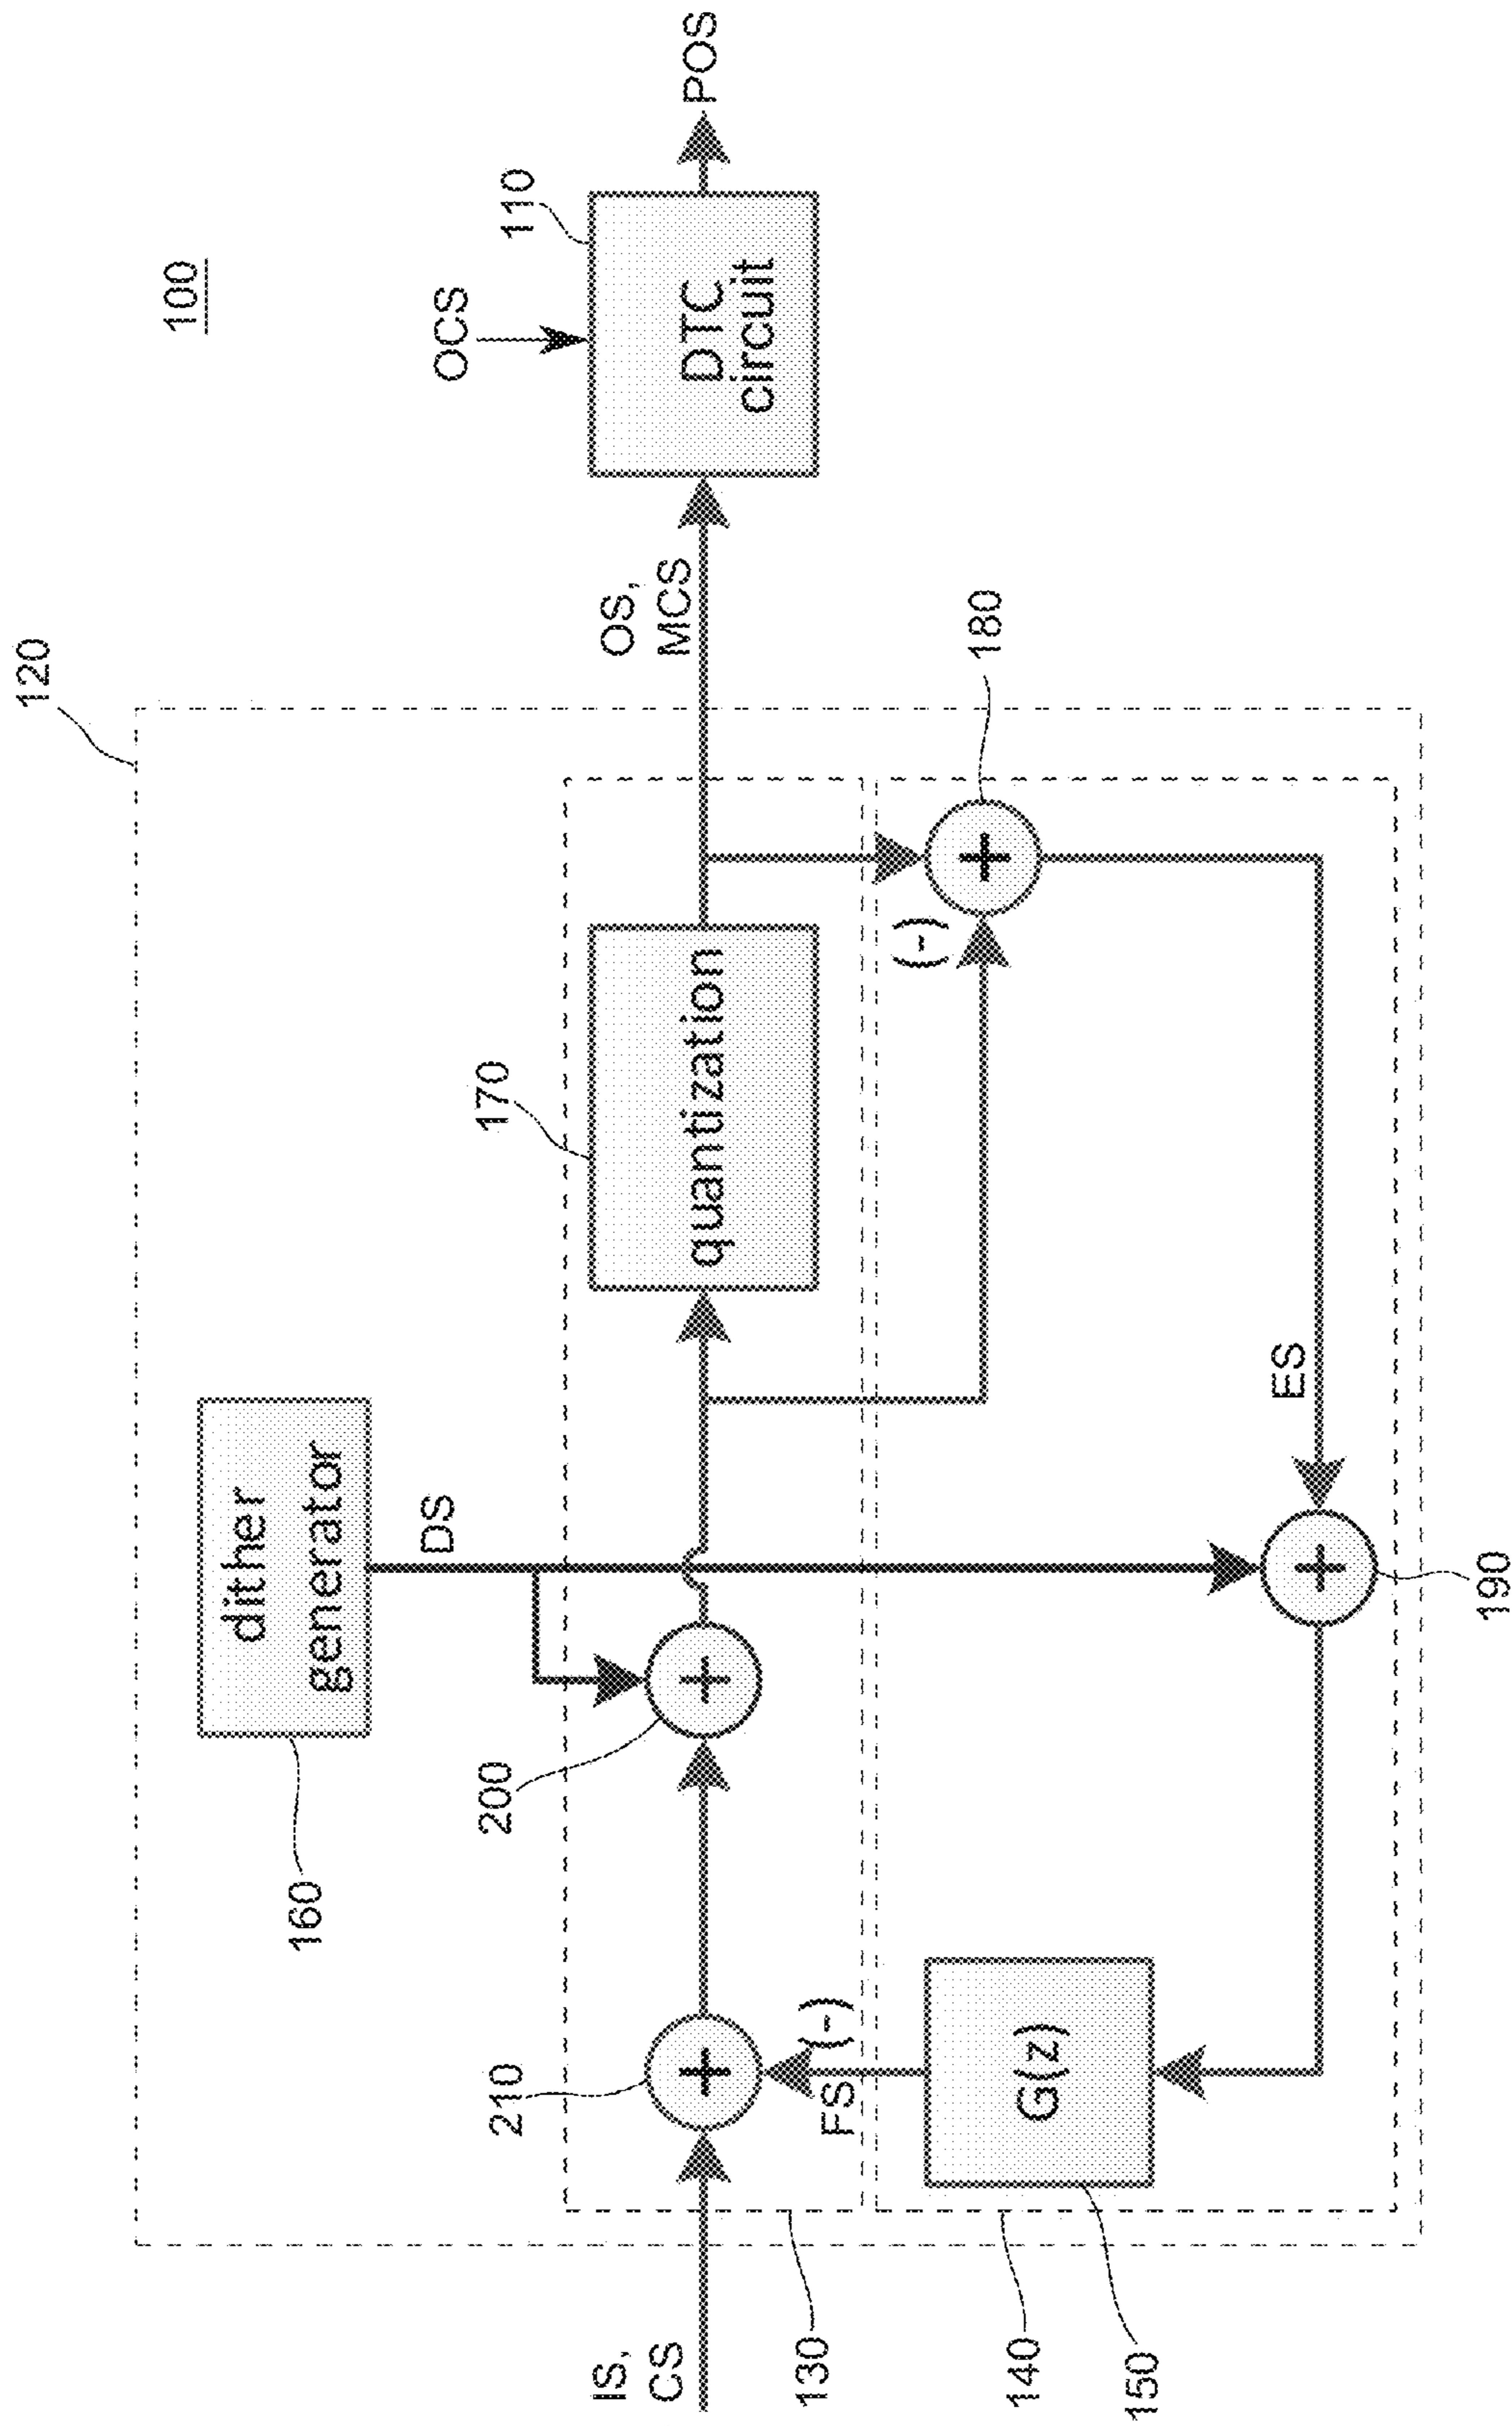 100
120
160
dither
generator
DS
OCS
110
DTC
circuit
POS
OS,
MCS
170
quantization
200
210
IS,
CS
FS
(-)
(-)
180
ES
G(z)
190
130
140
150